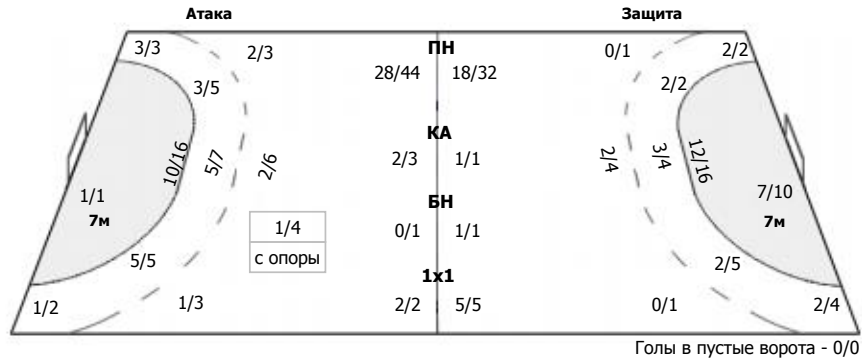 Атака Защита
3/3 2/3 ПН 0/1 2/2
28/44 18/32
3/5 2/2
КА
10/16 5/7 2/6 2/3 1/1 2/4 3/4 12/16
1/1 7/10
7м БН 7м
1/4 0/1 1/1
с опоры
5/5 2/5
1х1
1/2 1/3 2/2 5/5 0/1 2/4
Голы в пустые ворота - 0/0